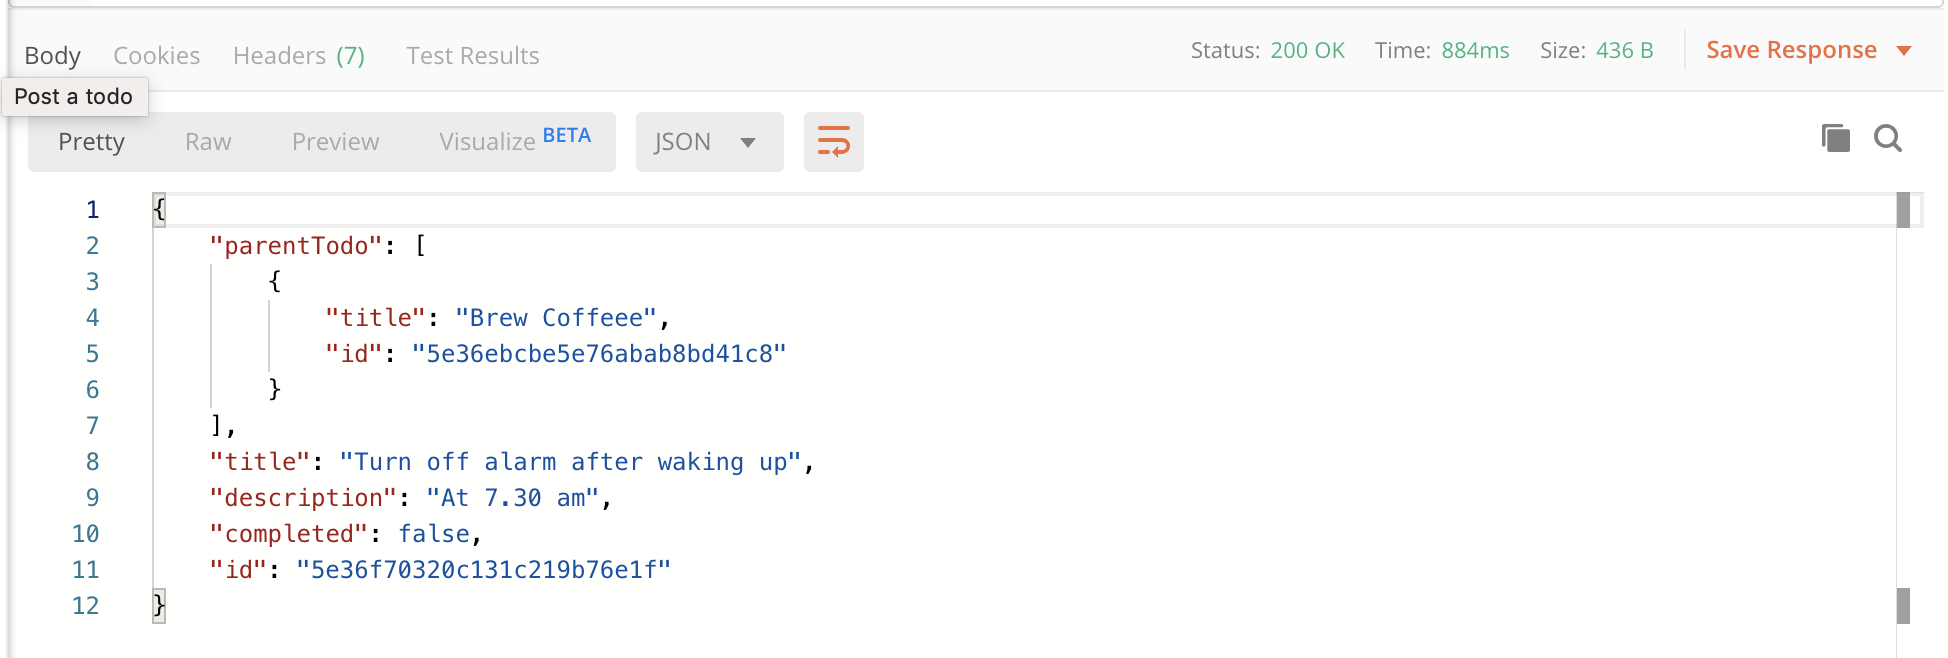 Body Cookies Headers (7) Test Results Status: 200 OK Time: 884ms Size: 436 B Save Response
Post a todo
Pretty Raw Preview Visualize BETA JSON
1 {
2 "parentTodo": [
3 {
4 "title": "Brew Coffeee",
5 "id": "5e36ebcbe5e76abab8bd41c8"
6 }
7 ],
8 "title": "Turn off alarm after waking up",
9 "description": "At 7.30 am",
10 "completed": false,
11 "id": "5e36f70320c131c219b76e1f"
12 }